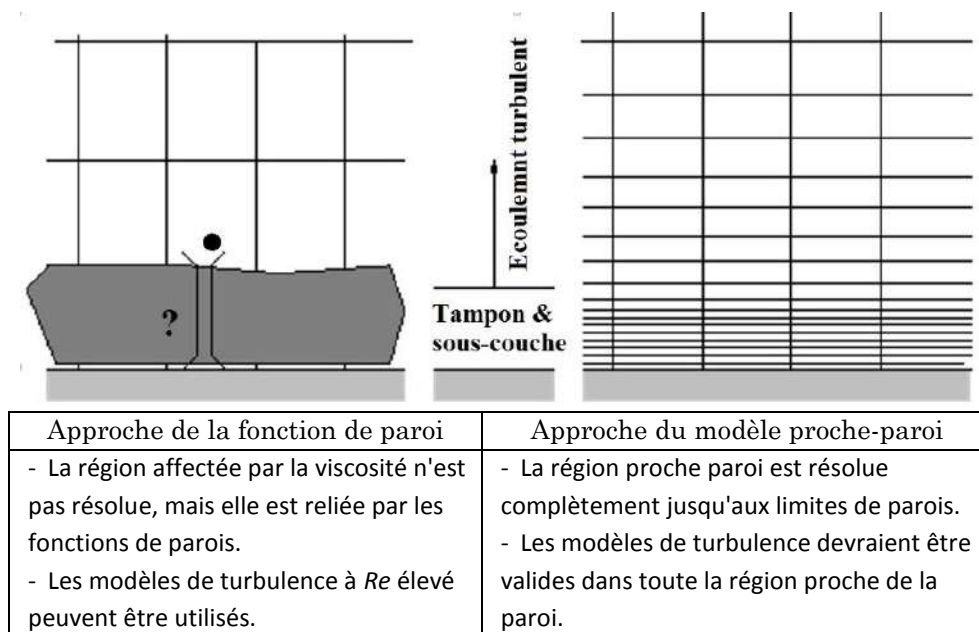 ?
Ecoulemnt turbulent
Tampon &
sous-couche
Approche de la fonction de paroi
- La région affectée par la viscosité n'est
pas résolue, mais elle est reliée par les
fonctions de parois.
- Les modèles de turbulence à Re élevé
peuvent être utilisés.
Approche du modèle proche-paroi
- La région proche paroi est résolue
complètement jusqu'aux limites de parois.
- Les modèles de turbulence devraient être
valides dans toute la région proche de la
paroi.